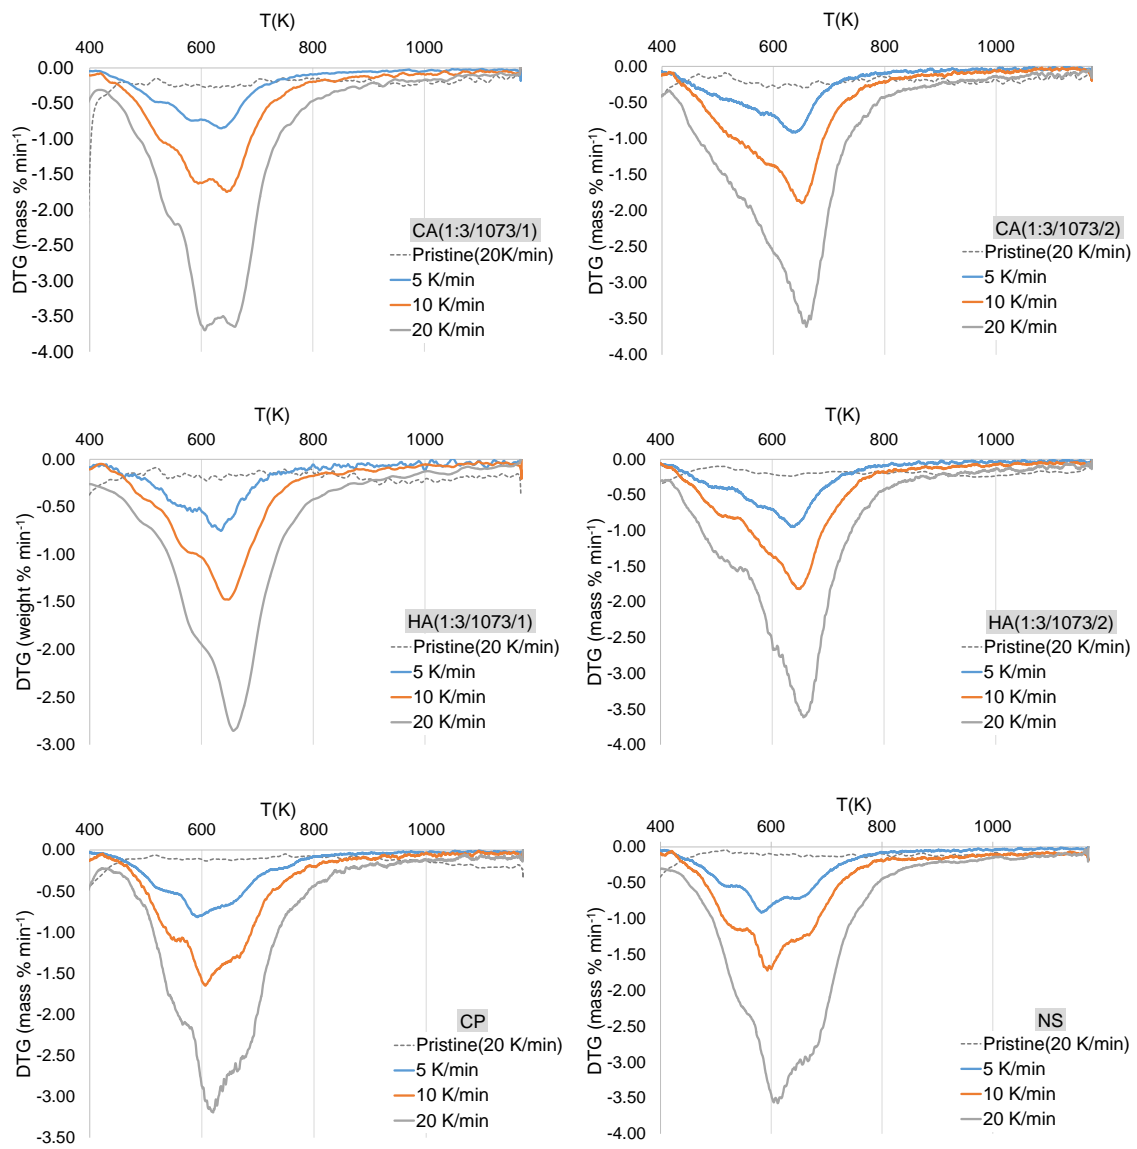 T(K)
400 600 800 1000
0.00
-0.50
-1.00
-1.50
-2.00
-2.50
-3.00
-3.50
-4.00
DTG (mass % min⁻¹)
CA(1:3/1073/1)
Pristine(20K/min)
5 K/min
10 K/min
20 K/min
T(K)
400 600 800 1000
0.00
-0.50
-1.00
-1.50
-2.00
-2.50
-3.00
-3.50
-4.00
DTG (mass % min⁻¹)
CA(1:3/1073/2)
Pristine(20 K/min)
5 K/min
10 K/min
20 K/min
T(K)
400 600 800 1000
0.00
-0.50
-1.00
-1.50
-2.00
-2.50
-3.00
DTG (weight % min⁻¹)
HA(1:3/1073/1)
Pristine(20 K/min)
5 K/min
10 K/min
20 K/min
T(K)
400 600 800 1000
0.00
-0.50
-1.00
-1.50
-2.00
-2.50
-3.00
-3.50
-4.00
DTG (mass % min⁻¹)
HA(1:3/1073/2)
Pristine(20 K/min)
5 K/min
10 K/min
20 K/min
T(K)
400 600 800 1000
0.00
-0.50
-1.00
-1.50
-2.00
-2.50
-3.00
-3.50
DTG (mass % min⁻¹)
CP
Pristine(20 K/min)
5 K/min
10 K/min
20 K/min
T(K)
400 600 800 1000
0.00
-0.50
-1.00
-1.50
-2.00
-2.50
-3.00
-3.50
-4.00
DTG (mass % min⁻¹)
NS
Pristine(20 K/min)
5 K/min
10 K/min
20 K/min